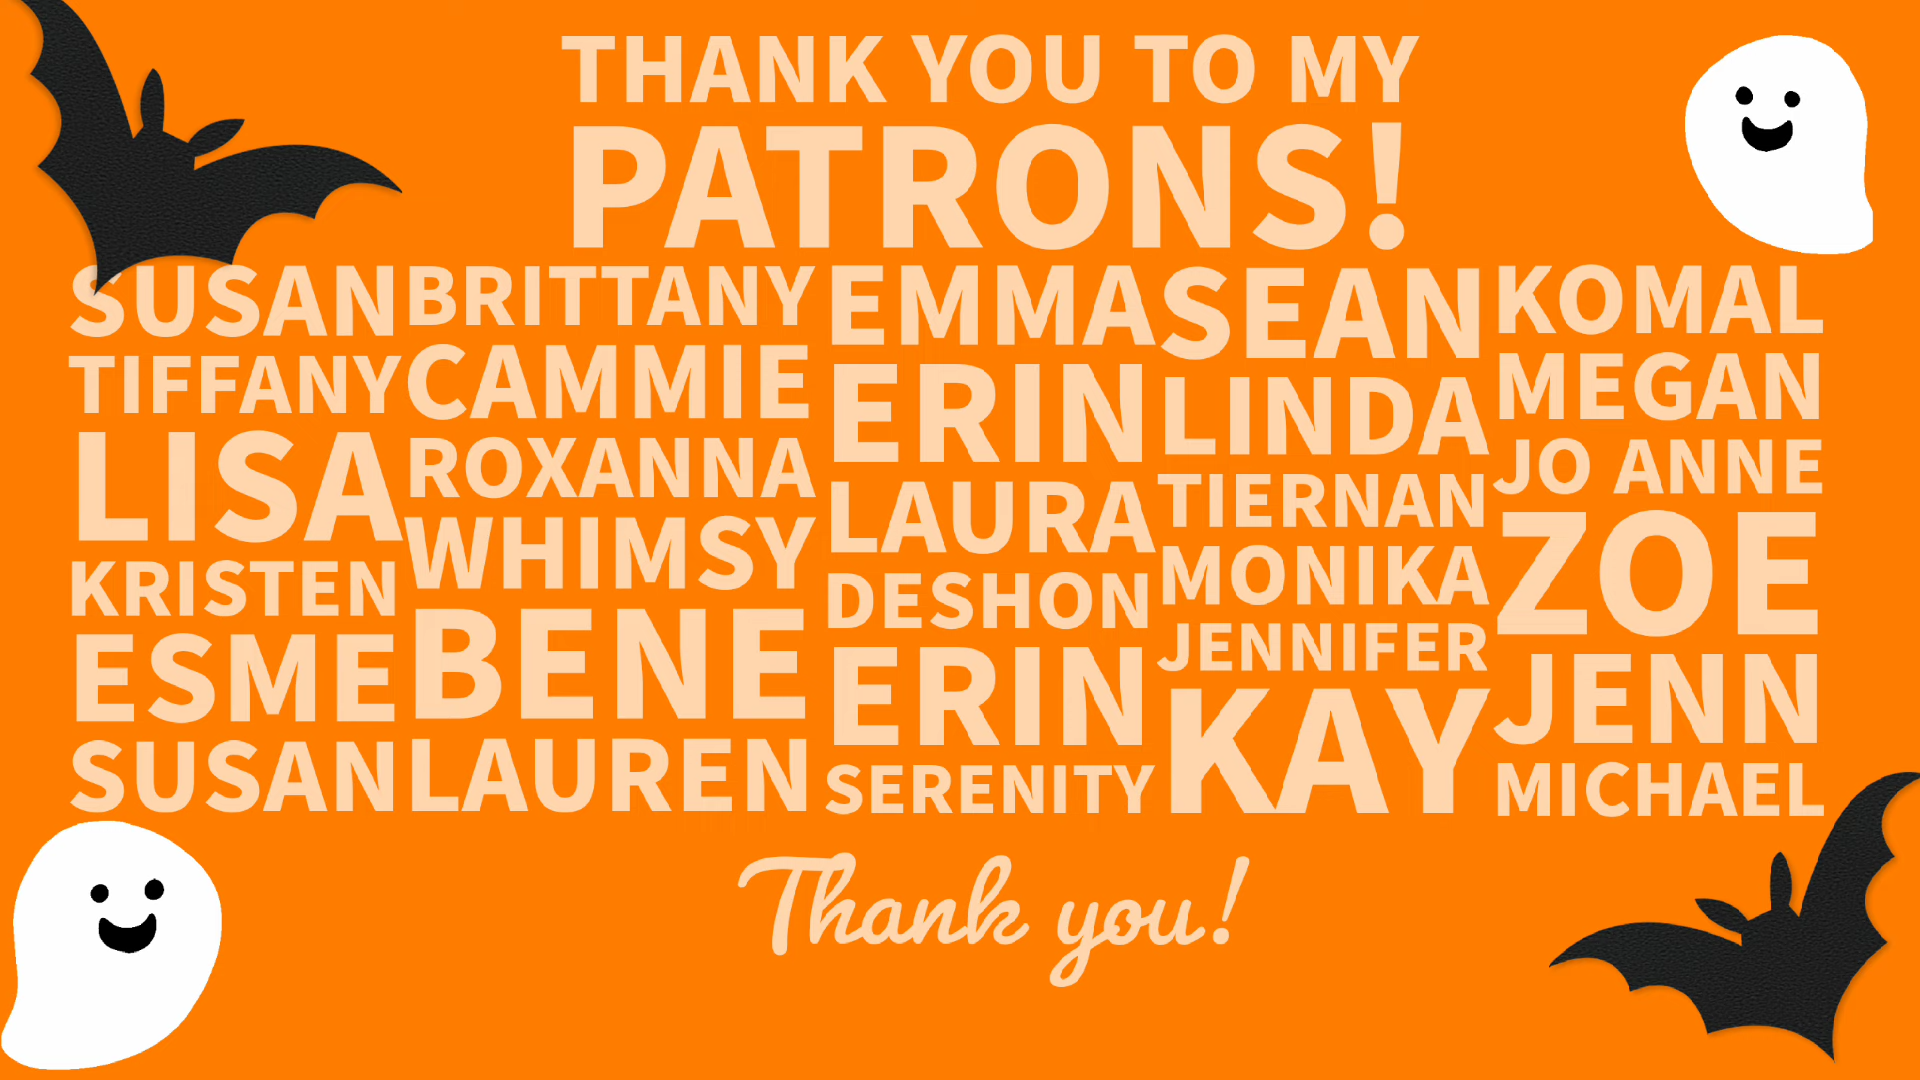 THANK YOU TO MY
PATRONS!
SUSAN
TIFFANY
LISA
KRISTEN
ESME
SUSAN
BRITTANY
CAMMIE
ROXANNA
WHIMSY
BENE
LAUREN
EMMA
ERIN
LAURA
DESHON
ERIN
SERENITY
SEAN
LINDA
TIERNAN
MONIKA
JENNIFER
KAY
KOMAL
MEGAN
JO ANNE
ZOE
JENN
MICHAEL
Thank you!